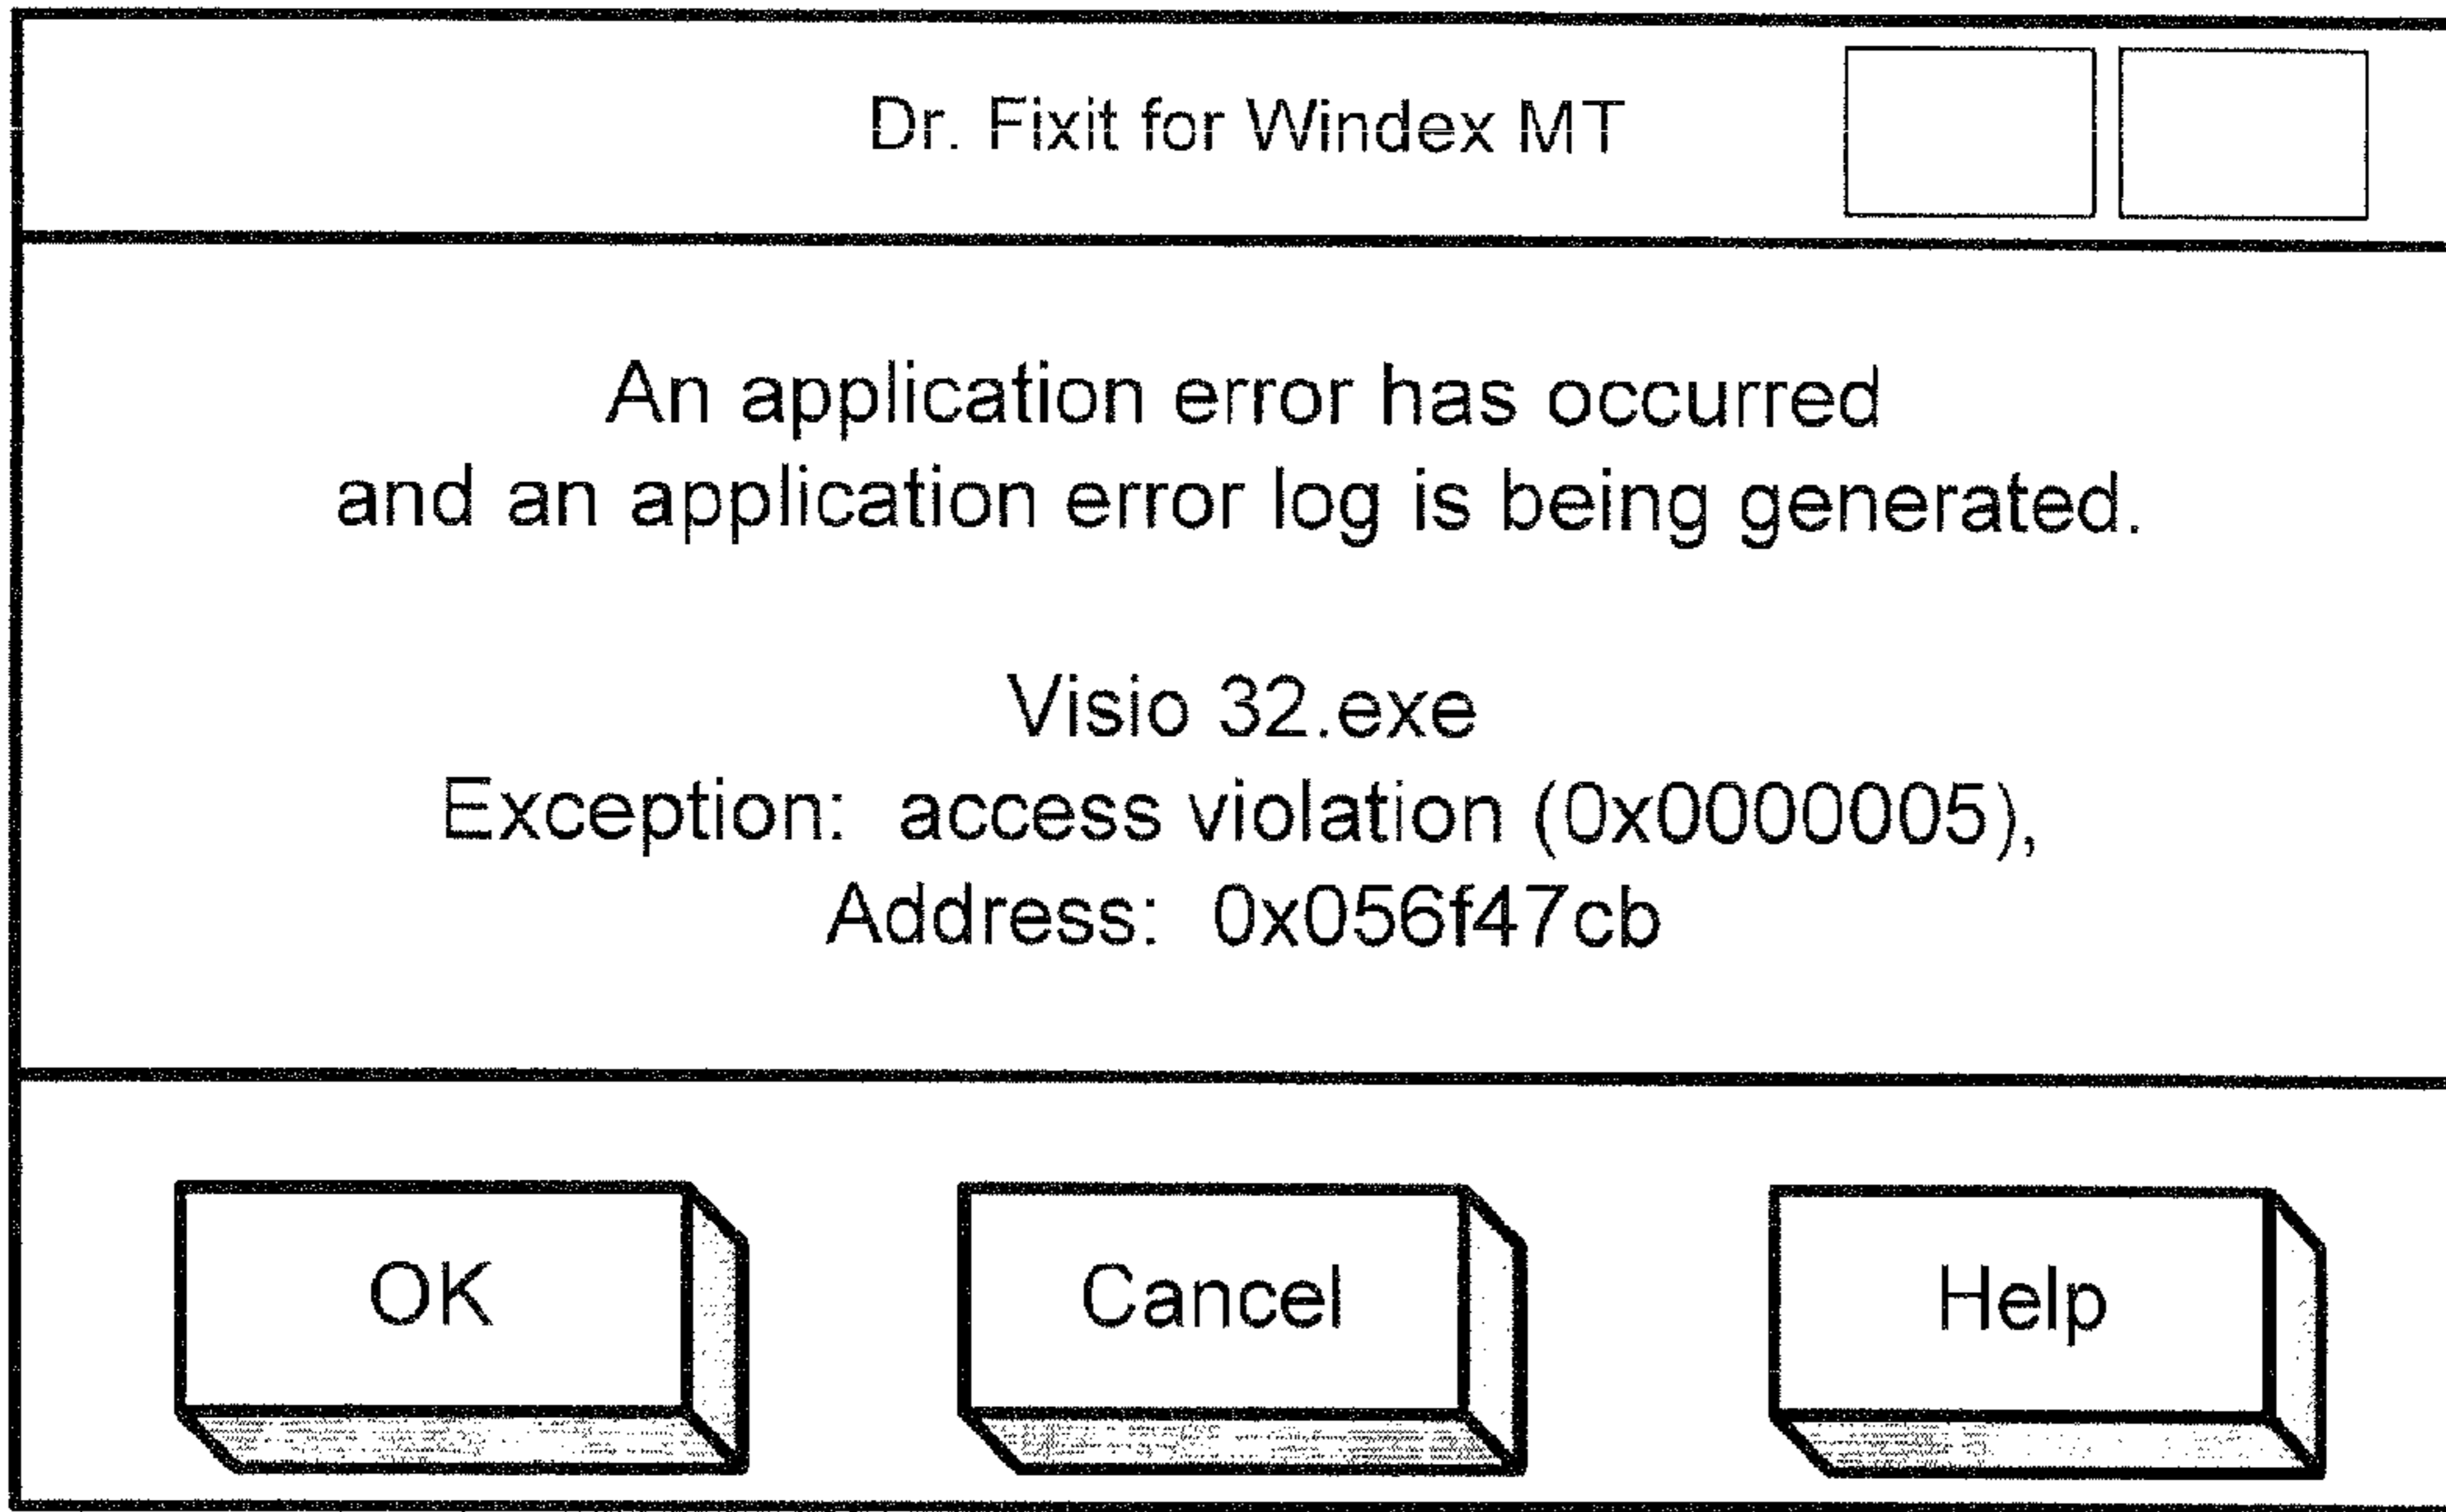 Dr. Fixit for Windex MT
An application error has occurred
and an application error log is being generated.
Visio 32.exe
Exception:  access violation (0x0000005),
Address:  0x056f47cb
OK
Cancel
Help